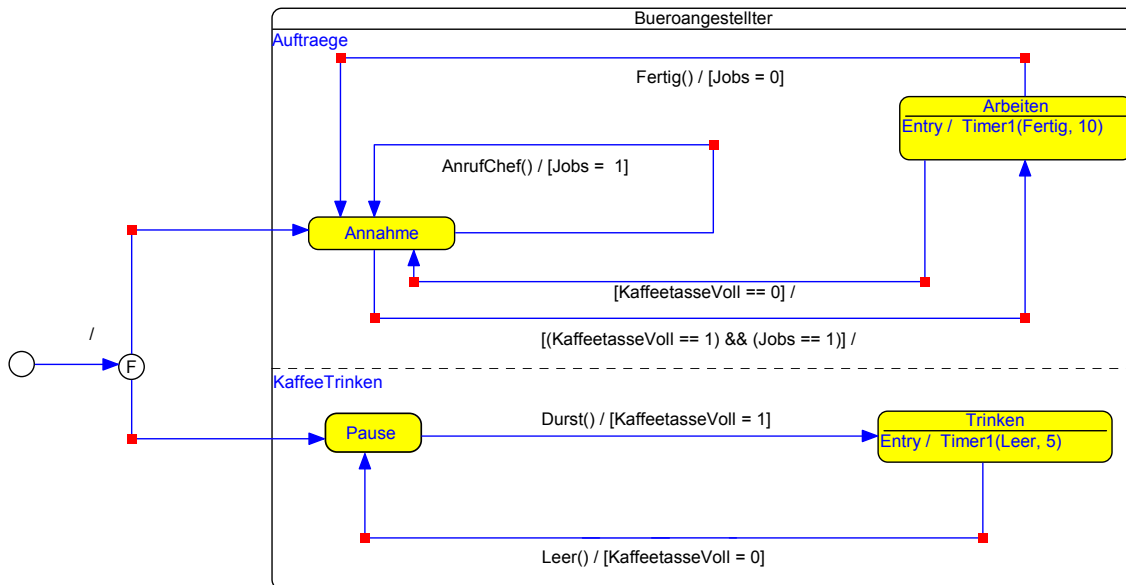 Bueroangestellter
Auftraege
Fertig() / [Jobs = 0]
Arbeiten
Entry / Timer1(Fertig, 10)
AnrufChef() / [Jobs = 1]
Annahme
[KaffeetasseVoll == 0] /
/
[(KaffeetasseVoll == 1) && (Jobs == 1)] /
F
KaffeeTrinken
Durst() / [KaffeetasseVoll = 1]
Trinken
Pause
Entry / Timer1(Leer, 5)
Leer() / [KaffeetasseVoll = 0]